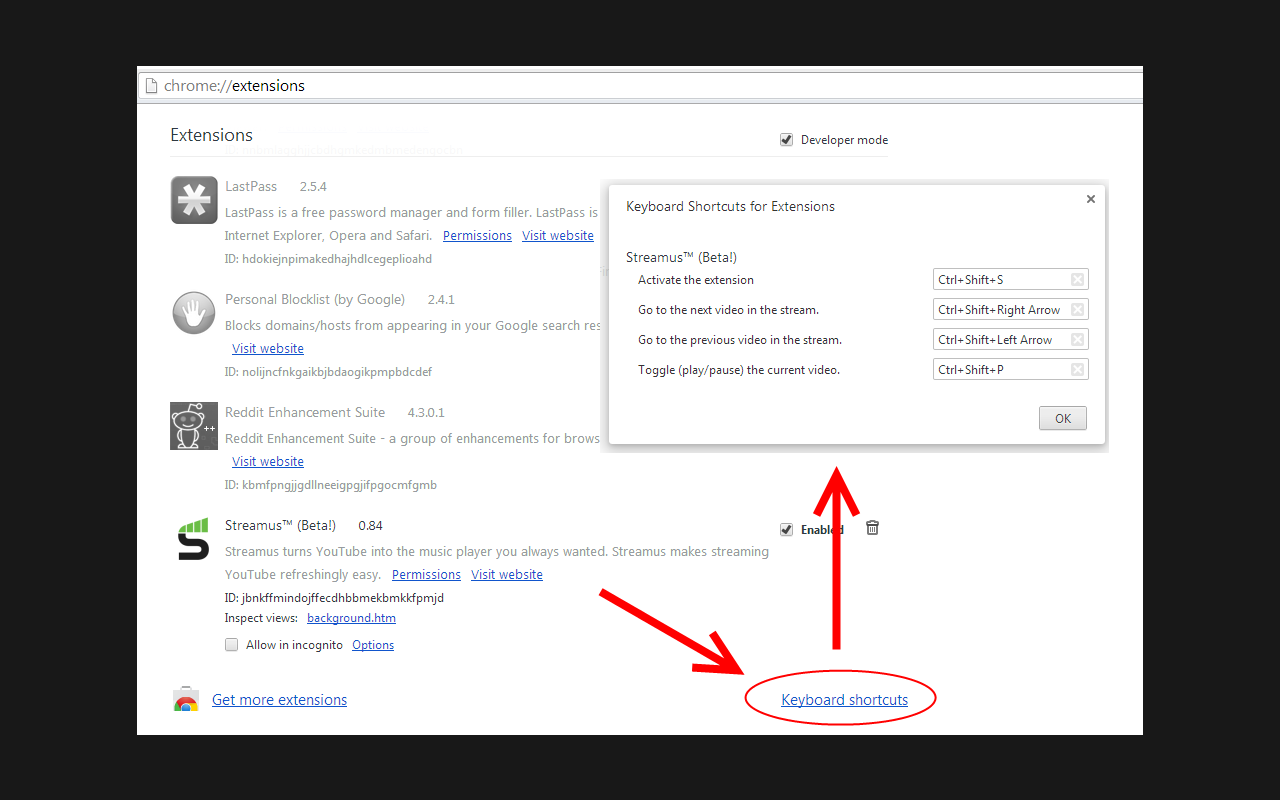 chrome://extensions
Extensions
Developer mode
LastPass 2.5.4
LastPass is a free password manager and form filler. LastPass is
Internet Explorer, Opera and Safari. Permissions Visit website
ID: hdokiejnpimakedhajhdlcegeplioahd
Personal Blocklist (by Google) 2.4.1
Blocks domains/hosts from appearing in your Google search res
Visit website
ID: nolijncfnkgaikbjbdaogikpmpbdcdef
Reddit Enhancement Suite 4.3.0.1
Reddit Enhancement Suite - a group of enhancements for brows
Visit website
ID: kbmfpngjjgdllneeigpgjifpgocmfgmb
Streamus™ (Beta!) 0.84
Enabled
Streamus turns YouTube into the music player you always wanted. Streamus makes streaming
YouTube refreshingly easy. Permissions Visit website
ID: jbnkffmindojffecdhbbmekbmkkfpmjd
Inspect views: background.htm
Allow in incognito Options
Get more extensions
Keyboard shortcuts
Keyboard Shortcuts for Extensions
Streamus™ (Beta!)
Activate the extension Ctrl+Shift+S
Go to the next video in the stream. Ctrl+Shift+Right Arrow
Go to the previous video in the stream. Ctrl+Shift+Left Arrow
Toggle (play/pause) the current video. Ctrl+Shift+P
OK